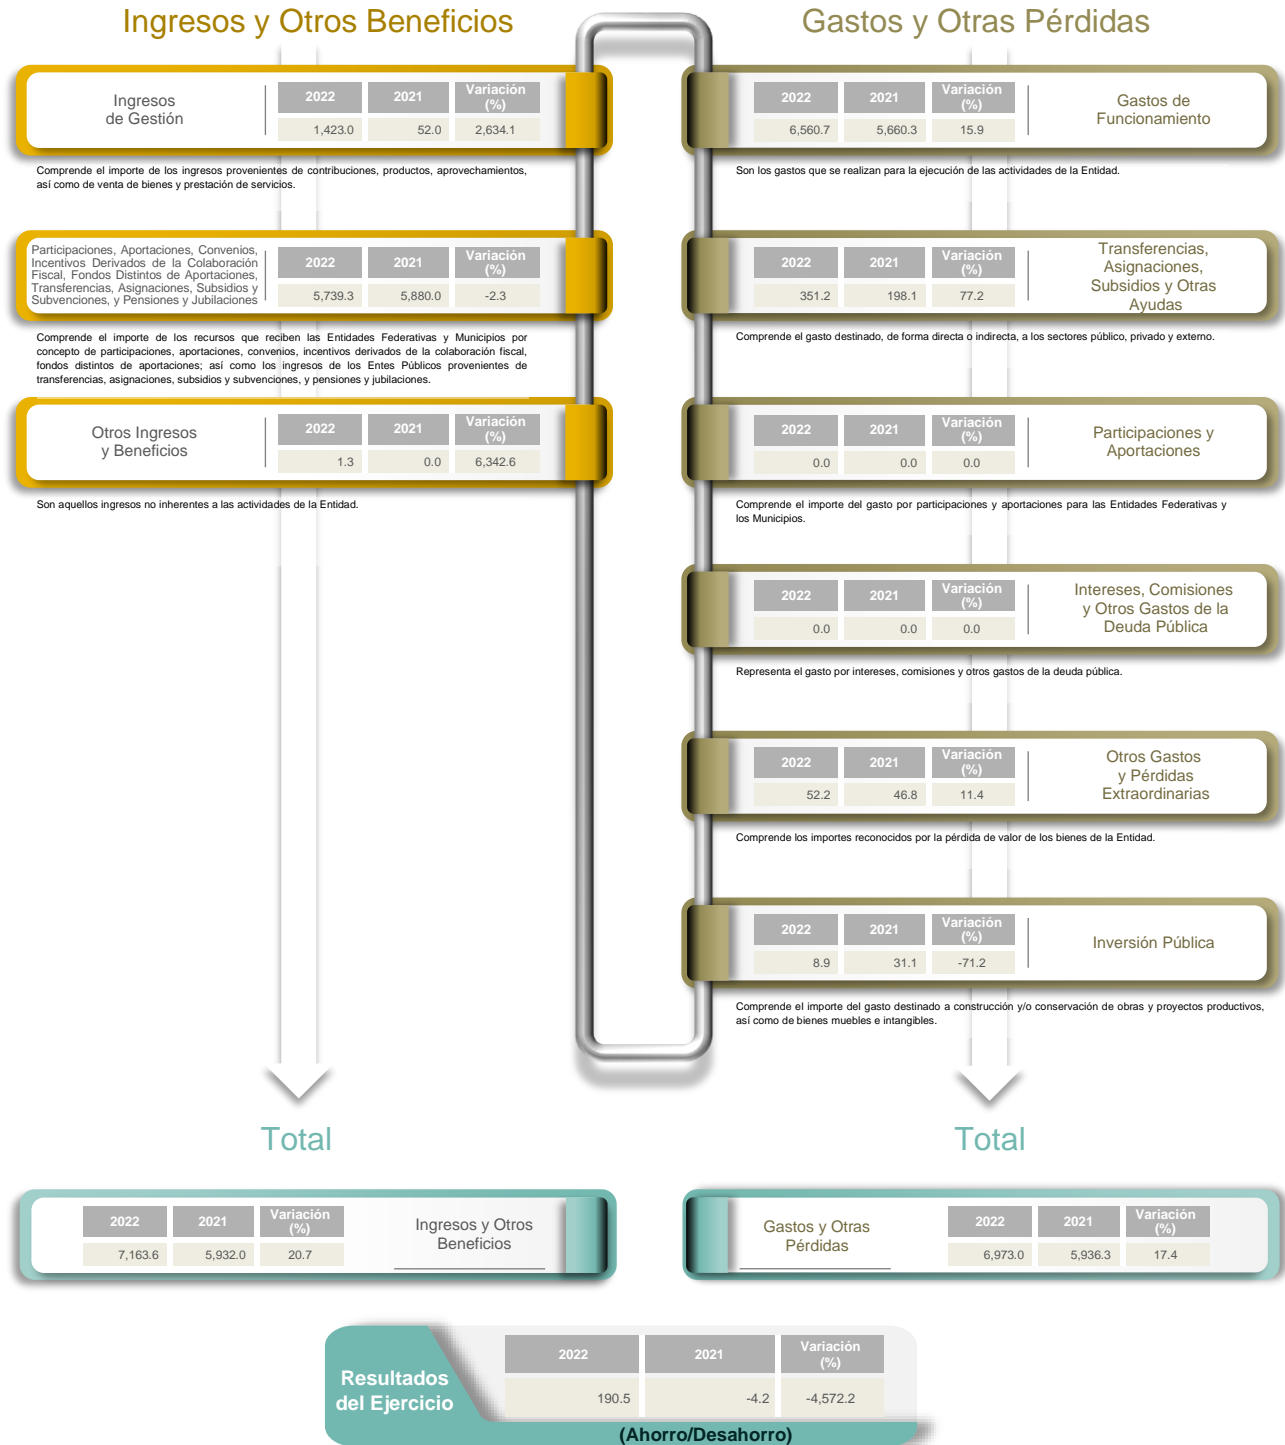 Ingresos y Otros Beneficios
Ingresos
de Gestión
2022 2021 Variación (%)
1,423.0 52.0 2,634.1
Comprende el importe de los ingresos provenientes de contribuciones, productos, aprovechamientos,
así como de venta de bienes y prestación de servicios.
Participaciones, Aportaciones, Convenios,
Incentivos Derivados de la Colaboración
Fiscal, Fondos Distintos de Aportaciones,
Transferencias, Asignaciones, Subsidios y
Subvenciones, y Pensiones y Jubilaciones
2022 2021 Variación (%)
5,739.3 5,880.0 -2.3
Comprende el importe de los recursos que reciben las Entidades Federativas y Municipios por
concepto de participaciones, aportaciones, convenios, incentivos derivados de la colaboración fiscal,
fondos distintos de aportaciones; así como los ingresos de los Entes Públicos provenientes de
transferencias, asignaciones, subsidios y subvenciones, y pensiones y jubilaciones.
Otros Ingresos
y Beneficios
2022 2021 Variación (%)
1.3 0.0 6,342.6
Son aquellos ingresos no inherentes a las actividades de la Entidad.
Gastos y Otras Pérdidas
2022 2021 Variación (%)
6,560.7 5,660.3 15.9
Gastos de
Funcionamiento
Son los gastos que se realizan para la ejecución de las actividades de la Entidad.
2022 2021 Variación (%)
351.2 198.1 77.2
Transferencias,
Asignaciones,
Subsidios y Otras
Ayudas
Comprende el gasto destinado, de forma directa o indirecta, a los sectores público, privado y externo.
2022 2021 Variación (%)
0.0 0.0 0.0
Participaciones y
Aportaciones
Comprende el importe del gasto por participaciones y aportaciones para las Entidades Federativas y
los Municipios.
2022 2021 Variación (%)
0.0 0.0 0.0
Intereses, Comisiones
y Otros Gastos de la
Deuda Pública
Representa el gasto por intereses, comisiones y otros gastos de la deuda pública.
2022 2021 Variación (%)
52.2 46.8 11.4
Otros Gastos
y Pérdidas
Extraordinarias
Comprende los importes reconocidos por la pérdida de valor de los bienes de la Entidad.
2022 2021 Variación (%)
8.9 31.1 -71.2
Inversión Pública
Comprende el importe del gasto destinado a construcción y/o conservación de obras y proyectos productivos,
así como de bienes muebles e intangibles.
Total
2022 2021 Variación (%)
7,163.6 5,932.0 20.7
Ingresos y Otros
Beneficios
Total
Gastos y Otras
Pérdidas
2022 2021 Variación (%)
6,973.0 5,936.3 17.4
Resultados
del Ejercicio
2022 2021 Variación (%)
190.5 -4.2 -4,572.2
(Ahorro/Desahorro)